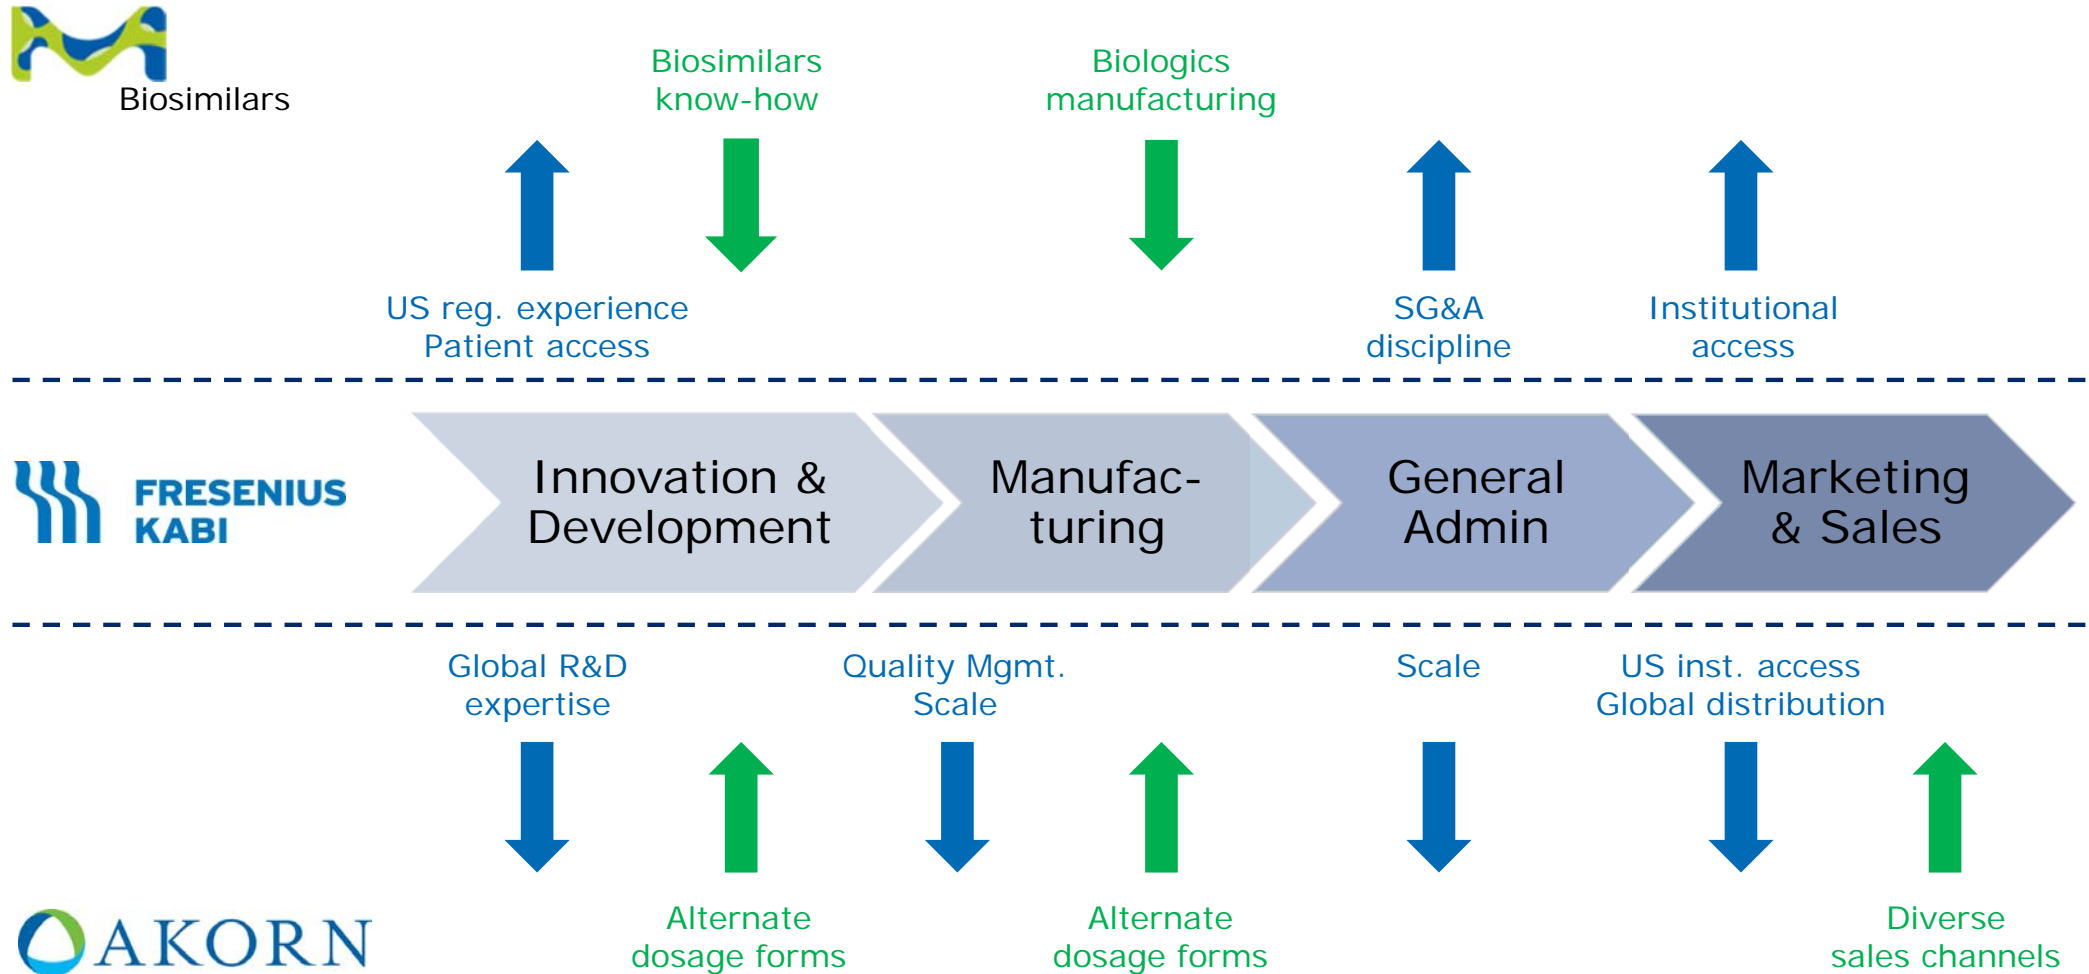 Biosimilars
Biosimilars
know-how
Biologics
manufacturing
US reg. experience
Patient access
SG&A
discipline
Institutional
access
FRESENIUS
KABI
Innovation &
Development
Manufac-
turing
General
Admin
Marketing
& Sales
Global R&D
expertise
Quality Mgmt.
Scale
Scale
US inst. access
Global distribution
AKORN
Alternate
dosage forms
Alternate
dosage forms
Diverse
sales channels